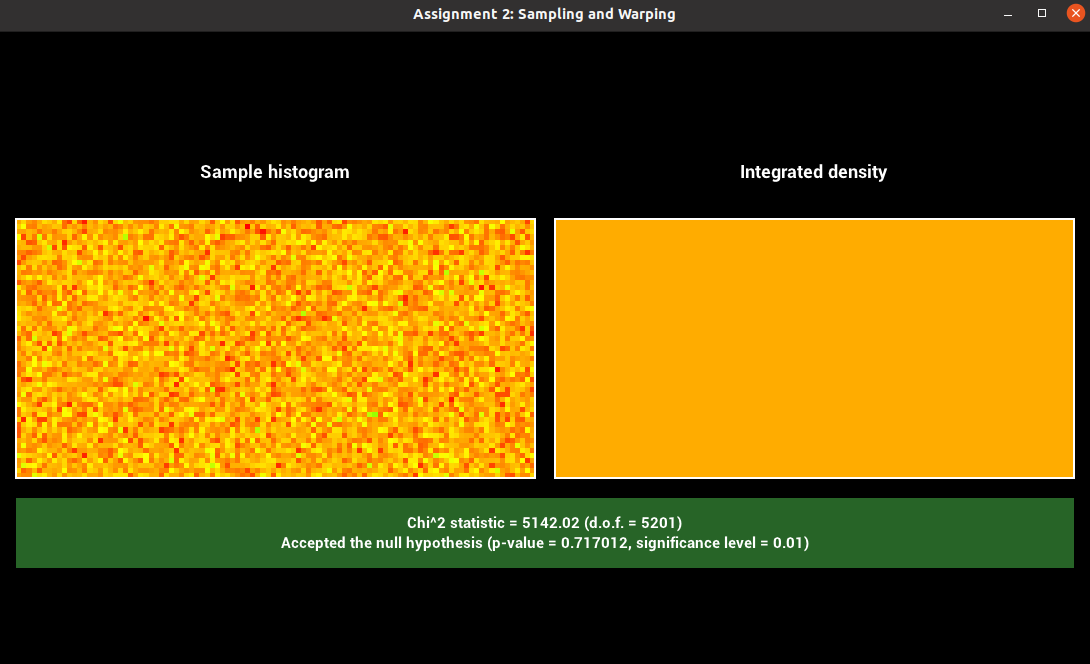 Assignment 2: Sampling and Warping
Sample histogram
Integrated density
Chi^2 statistic = 5142.02 (d.o.f. = 5201)
Accepted the null hypothesis (p-value = 0.717012, significance level = 0.01)